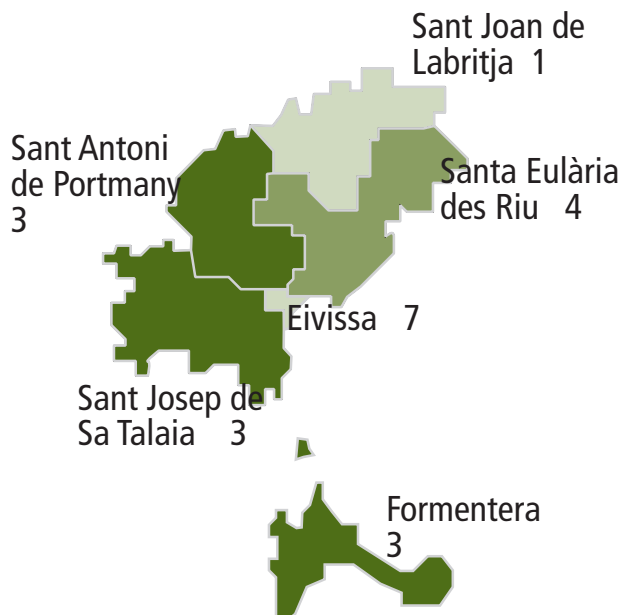 Sant Joan de
Labritja 1
Sant Antoni
de Portmany
3
Santa Eulària
des Riu 4
Eivissa 7
Sant Josep de
Sa Talaia 3
Formentera
3